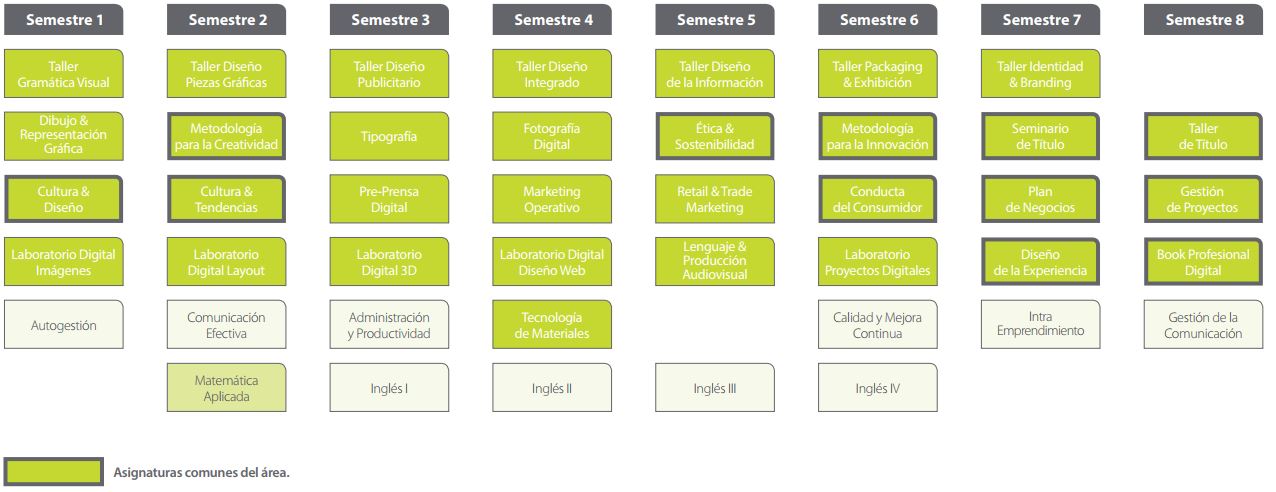 Semestre 1
Semestre 2
Semestre 3
Semestre 4
Semestre 5
Semestre 6
Semestre 7
Semestre 8
Taller
Gramática Visual
Taller Diseño
Piezas Gráficas
Taller Diseño
Publicitario
Taller Diseño
Integrado
Taller Diseño
de la Información
Taller Packaging
& Exhibición
Taller Identidad
& Branding
Dibujo &
Representación
Gráfica
Metodología
para la Creatividad
Tipografía
Fotografía
Digital
Ética &
Sostenibilidad
Metodología
para la Innovación
Seminario
de Título
Taller
de Título
Cultura &
Diseño
Cultura &
Tendencias
Pre-Prensa
Digital
Marketing
Operativo
Retail & Trade
Marketing
Conducta
del Consumidor
Plan
de Negocios
Gestión
de Proyectos
Laboratorio Digital
Imágenes
Laboratorio
Digital Layout
Laboratorio
Digital 3D
Laboratorio Digital
Diseño Web
Lenguaje &
Producción
Audiovisual
Laboratorio
Proyectos Digitales
Diseño
de la Experiencia
Book Profesional
Digital
Autogestión
Comunicación
Efectiva
Administración
y Productividad
Tecnología
de Materiales
Calidad y Mejora
Continua
Intra
Emprendimiento
Gestión de la
Comunicación
Matemática
Aplicada
Inglés I
Inglés II
Inglés III
Inglés IV
Asignaturas comunes del área.